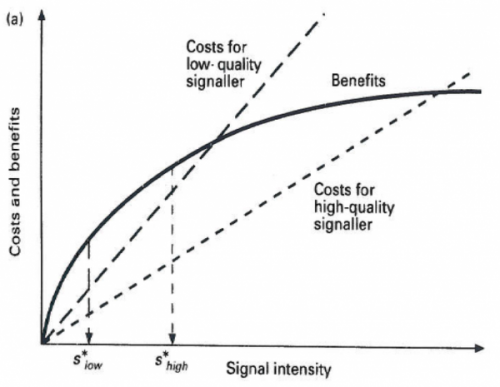 (a)
Costs for
low-quality
signaller
Benefits
Costs for
high-quality
signaller
Costs and benefits
s*low
s*high
Signal intensity